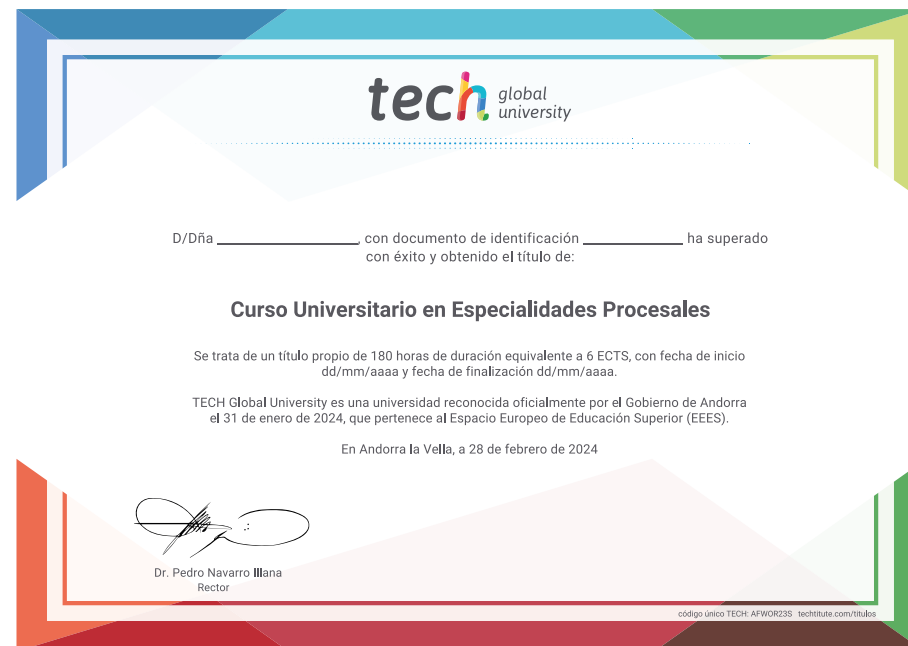 tech global university
D/Dña ______________, con documento de identificación __________ ha superado
con éxito y obtenido el título de:
Curso Universitario en Especialidades Procesales
Se trata de un título propio de 180 horas de duración equivalente a 6 ECTS, con fecha de inicio
dd/mm/aaaa y fecha de finalización dd/mm/aaaa.
TECH Global University es una universidad reconocida oficialmente por el Gobierno de Andorra
el 31 de enero de 2024, que pertenece al Espacio Europeo de Educación Superior (EEES).
En Andorra la Vella, a 28 de febrero de 2024
Dr. Pedro Navarro Illana
Rector
código único TECH: AFWOR23S techtitute.com/titulos